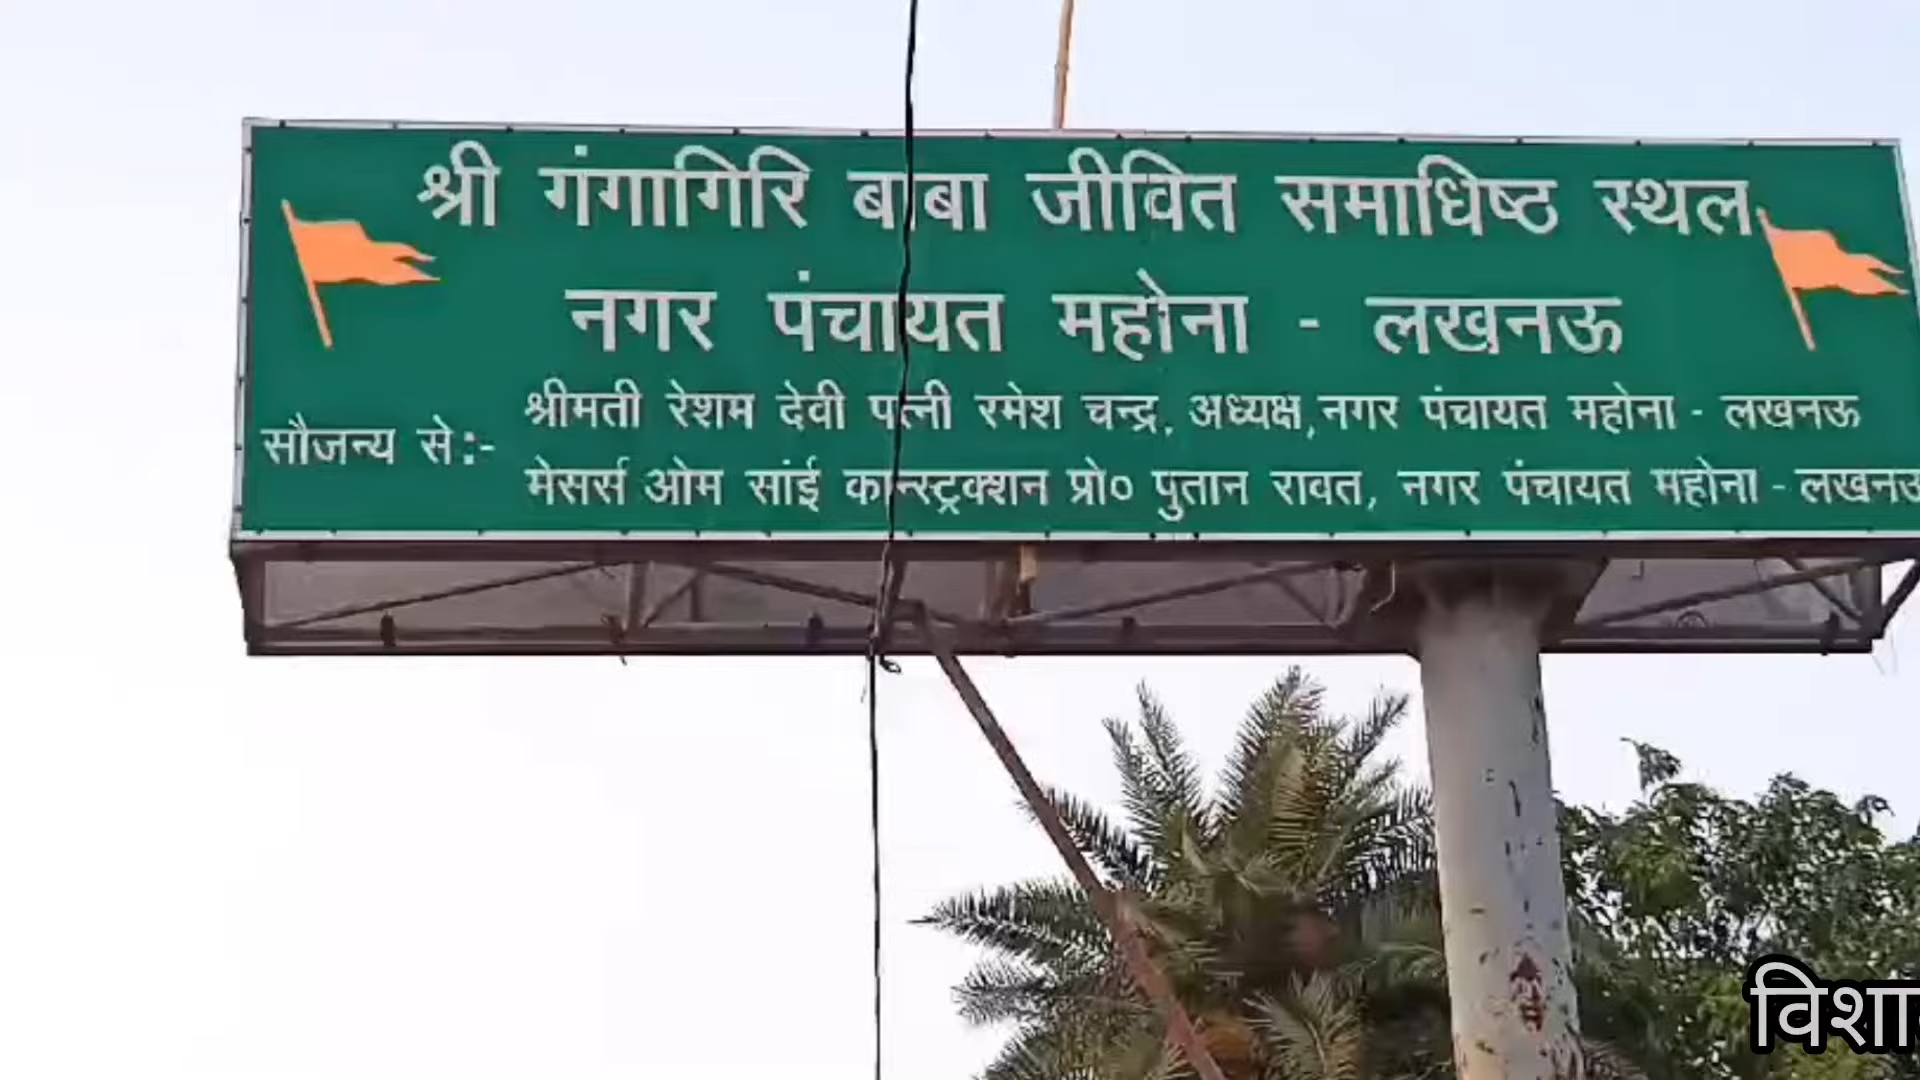 श्री गंगागिरि बाबा जीवित समाधिष्ठ स्थल
नगर पंचायत महोना - लखनऊ
सौजन्य से:-
श्रीमती रेशम देवी पत्नी रमेश चन्द्र, अध्यक्ष,नगर पंचायत महोना - लखनऊ
मेसर्स ओम सांई कान्स्ट्रक्शन प्रो० पुतान रावत, नगर पंचायत महोना - लखनऊ